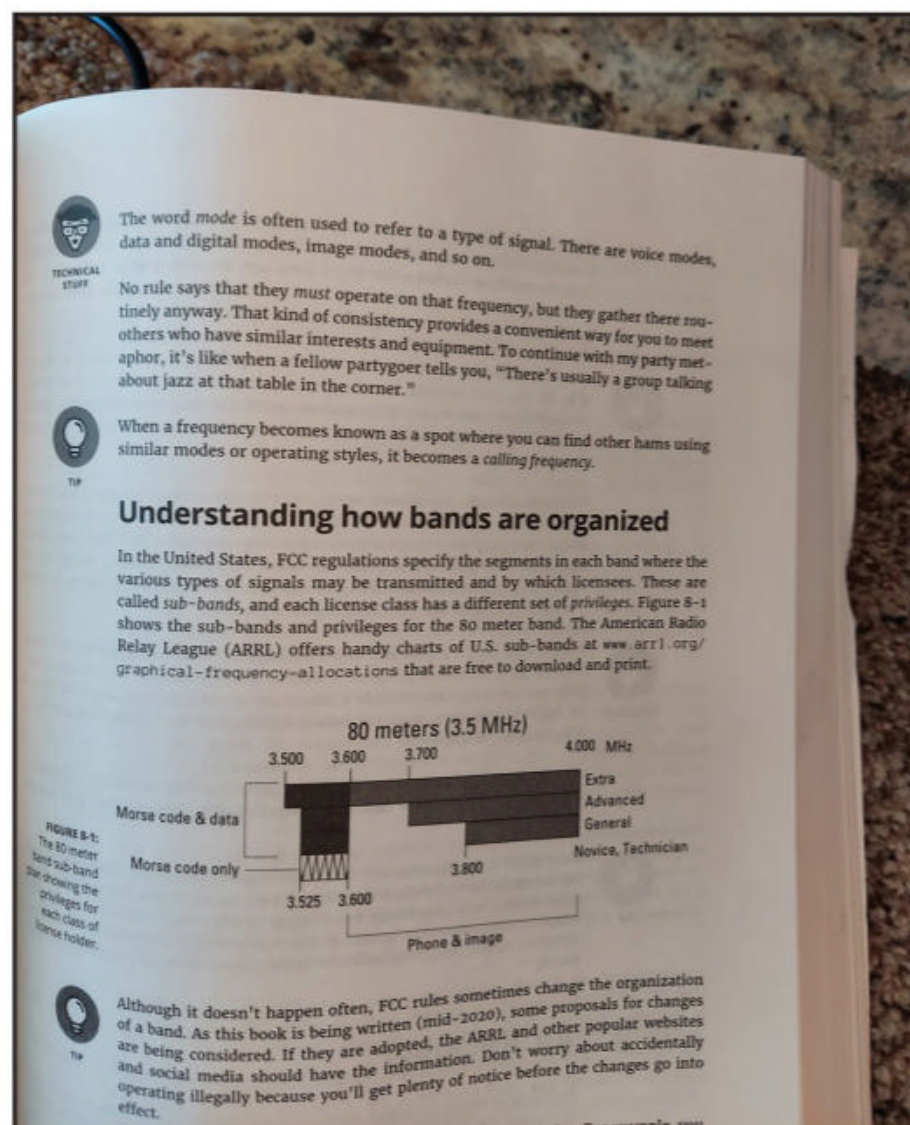 The word mode is often used to refer to a type of signal. There are voice modes,
data and digital modes, image modes, and so on.
TECHNICAL
STUFF
No rule says that they must operate on that frequency, but they gather there rou-
tinely anyway. That kind of consistency provides a convenient way for you to meet
others who have similar interests and equipment. To continue with my party met-
aphor, it's like when a fellow partygoer tells you, "There's usually a group talking
about jazz at that table in the corner."
When a frequency becomes known as a spot where you can find other hams using
similar modes or operating styles, it becomes a calling frequency.
TIP
Understanding how bands are organized
In the United States, FCC regulations specify the segments in each band where the
various types of signals may be transmitted and by which licensees. These are
called sub-bands, and each license class has a different set of privileges. Figure 8-1
shows the sub-bands and privileges for the 80 meter band. The American Radio
Relay League (ARRL) offers handy charts of U.S. sub-bands at www.arrl.org/
graphical-frequency-allocations that are free to download and print.
80 meters (3.5 MHz)
3.500 3.600 3.700 4.000 MHz
Extra
Advanced
General
Novice, Technician
Morse code & data
Morse code only
3.800
3.525 3.600
Phone & image
FIGURE 8-1:
The 80 meter
band sub-band
showing the
privileges for
each class of
license holder.
Although it doesn't happen often, FCC rules sometimes change the organization
of a band. As this book is being written (mid-2020), some proposals for changes
are being considered. If they are adopted, the ARRL and other popular websites
and social media should have the information. Don't worry about accidentally
operating illegally because you'll get plenty of notice before the changes go into
effect.
TIP